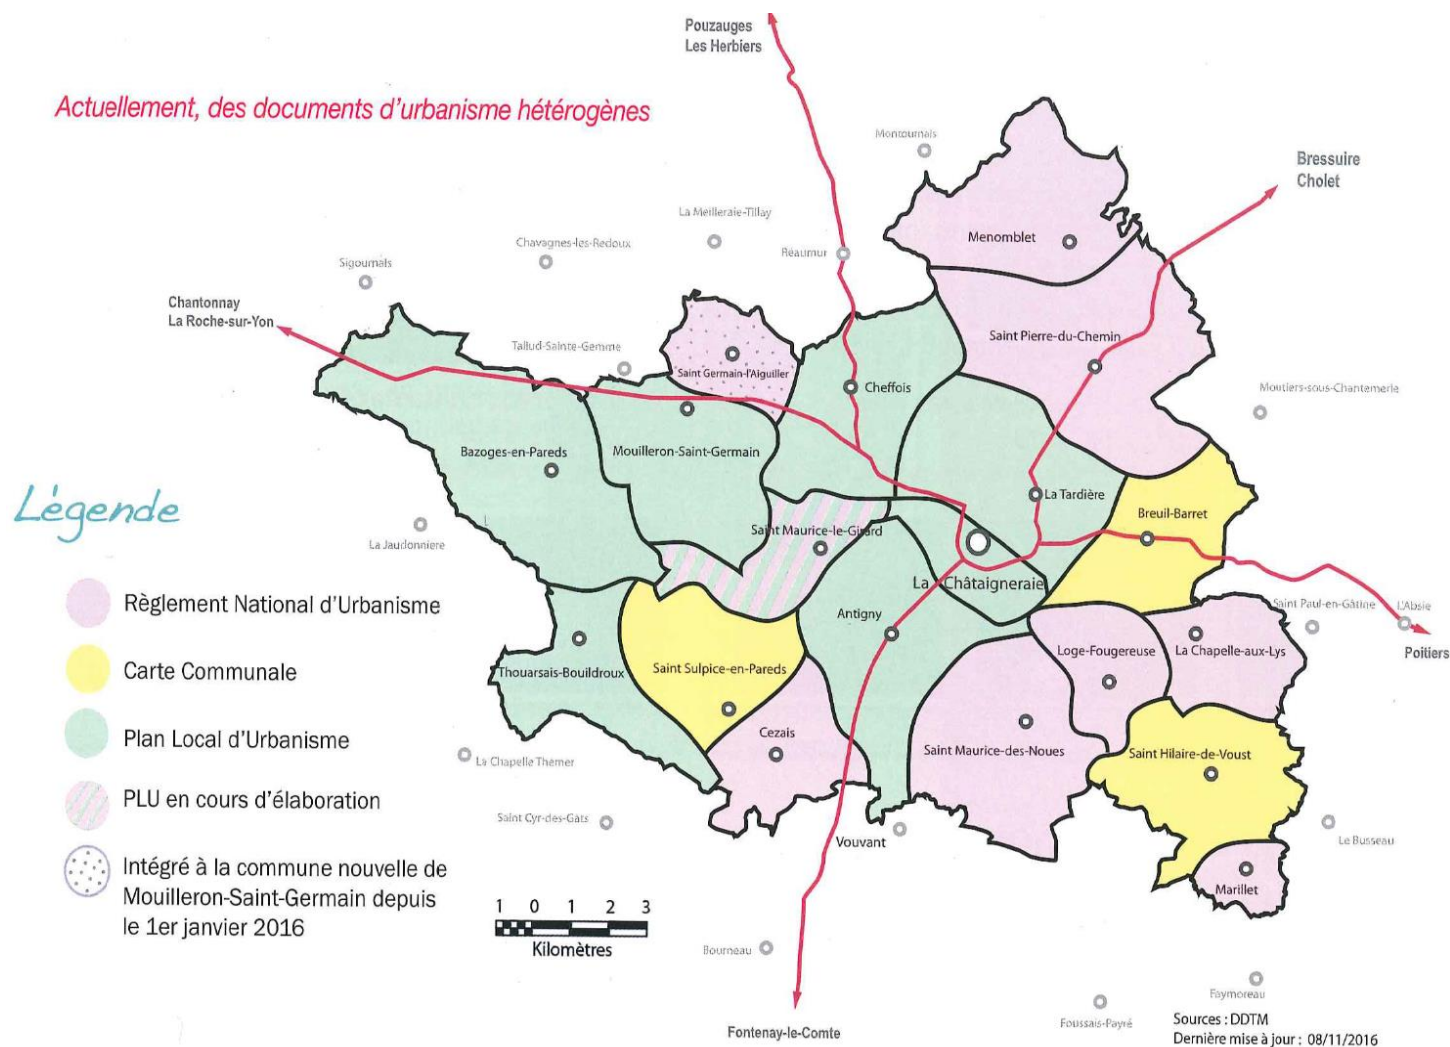 Pouzauges
Les Herbiers
Actuellement, des documents d'urbanisme hétérogènes
Montournais
Bressuire
Cholet
La Meilleraie-Tillay
Chavagnes-les-Redoux
Menomblet
Réaumur
Sigournais
Chantonnay
La Roche-sur-Yon
Saint Pierre-du-Chemin
Tallud-Sainte-Gemme
Saint Germain-l'Aiguiller
Cheffois
Moutiers-sous-Chantemerle
Bazoges-en-Pareds
Mouilleron-Saint-Germain
La Tardière
Breuil-Barret
Légende
Saint Maurice-le-Girard
La Jaudonniere
La Châtaigneraie
Règlement National d'Urbanisme
Antigny
Saint Paul-en-Gâtine
L'Absie
Poitiers
Loge-Fougereuse
La Chapelle-aux-Lys
Carte Communale
Thouarsais-Bouildroux
Saint Sulpice-en-Pareds
Plan Local d'Urbanisme
Cezais
Saint Maurice-des-Noues
Saint Hilaire-de-Voust
La Chapelle Themer
PLU en cours d'élaboration
Saint Cyr-des-Gats
Vouvant
Le Busseau
Intégré à la commune nouvelle de
Mouilleron-Saint-Germain depuis
le 1er janvier 2016
Marillet
1 0 1 2 3
Kilomètres
Bourneau
Faymoreau
Foussais-Payré
Fontenay-le-Comte
Sources : DDTM
Dernière mise à jour : 08/11/2016